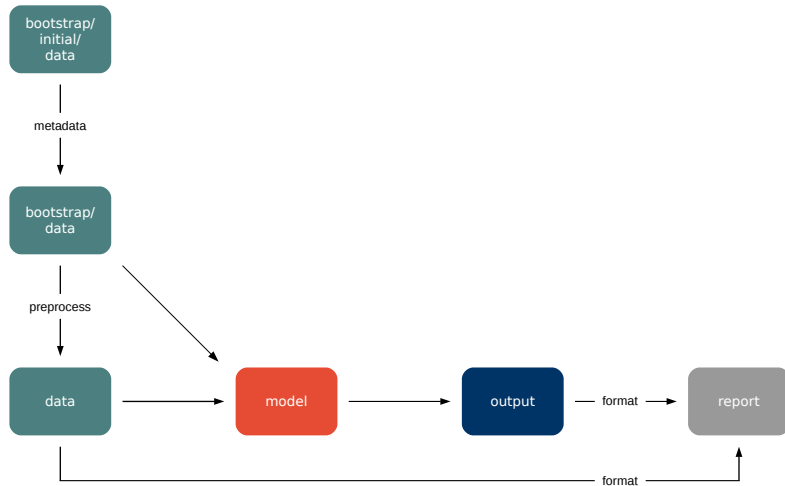 bootstrap/
initial/
data
metadata
bootstrap/
data
preprocess
data
model
output
format
report
format